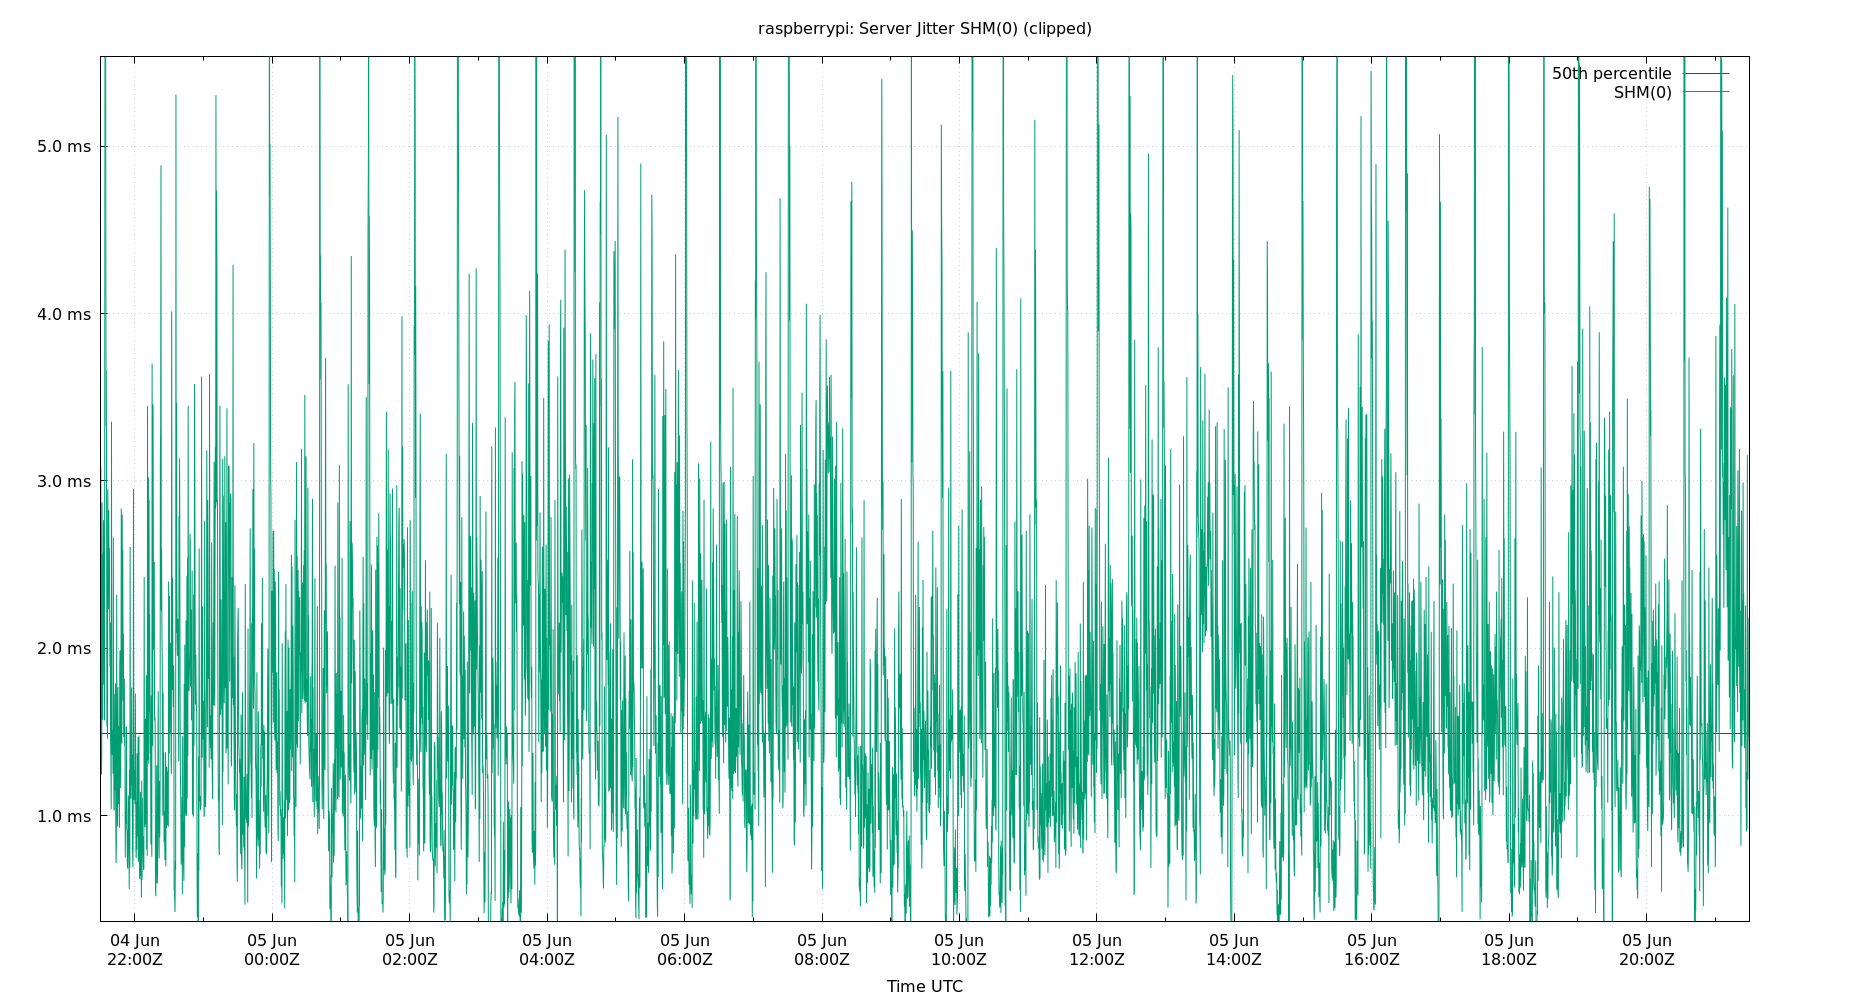 raspberrypi: Server Jitter SHM(0) (clipped)
50th percentile
SHM(0)
5.0 ms
4.0 ms
3.0 ms
2.0 ms
1.0 ms
04 Jun 05 Jun 05 Jun 05 Jun 05 Jun 05 Jun 05 Jun 05 Jun 05 Jun 05 Jun 05 Jun 05 Jun
22:00Z 00:00Z 02:00Z 04:00Z 06:00Z 08:00Z 10:00Z 12:00Z 14:00Z 16:00Z 18:00Z 20:00Z
Time UTC